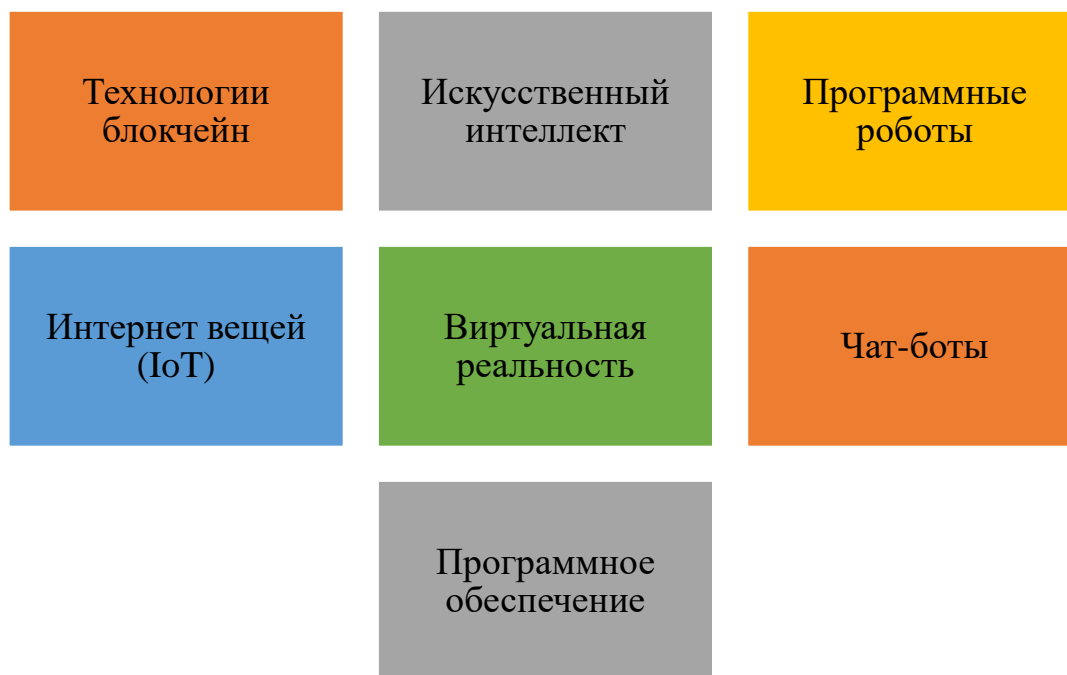 Технологии
блокчейн
Искусственный
интеллект
Программные
роботы
Интернет вещей
(IoT)
Виртуальная
реальность
Чат-боты
Программное
обеспечение